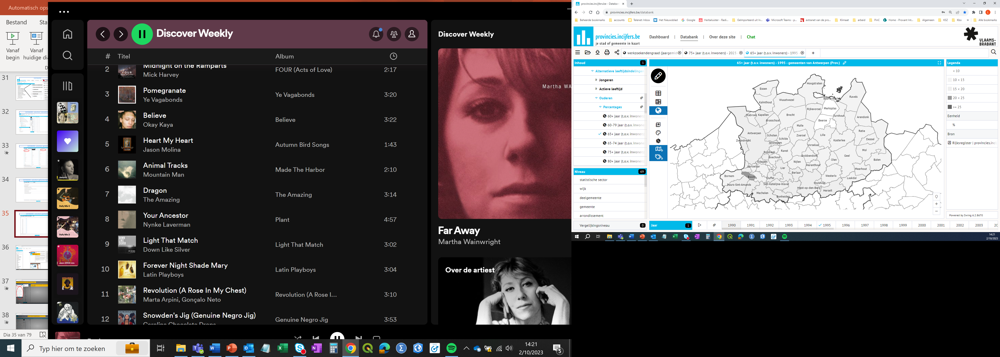 Automatisch ops
Bestand
Sta
Vanaf
begin
Vanaf
huidige dia
31
32
33
34
35
36
37
38
Dia 35 van 79
Discover Weekly
#
Titel
Album
2
Midnight on the Ramparts
Mick Harvey
FOUR (Acts of Love)
2:17
3
Pomegranate
Ye Vagabonds
Ye Vagabonds
3:20
4
Believe
Okay Kaya
Believe
3:22
5
Heart My Heart
Jason Molina
Autumn Bird Songs
1:43
6
Animal Tracks
Mountain Man
Made The Harbor
2:10
7
Dragon
The Amazing
The Amazing
3:14
8
Your Ancestor
Nynke Laverman
Plant
4:57
9
Light That Match
Down Like Silver
Light That Match
3:02
10
Forever Night Shade Mary
Latin Playboys
Latin Playboys
3:04
11
Revolution (A Rose In My Chest)
Marta Arpini, Gonçalo Neto
Revolution (A Rose I...
3:10
12
Snowden's Jig (Genuine Negro Jig)
Carolina Chocolate Drops
Genuine Negro Jig
3:53
Jazzmix
Daily Mix 5
Daily Mix 2
Jaren 2000-mix
Discover Weekly
Martha WA
Far Away
Martha Wainwright
Over de artiest
Typ hier om te zoeken
14:21
2/10/2023
5
provincies.incijfers.be - Databan
provincies.incijfers.be/databank
Beheerde bookmarks
accounts
Telenet: Inbox
Het Nieuwsblad
Google
Herbeluister - Radi...
Geïmporteerd uit In...
Microsoft Teams - p...
extranet van de pro...
Klimaat
arbeid
PinC
Home - Provant Int...
Algemeen
KSZ
Kbo
»
Alle bookmarks
provincies.incijfers.be
je stad of gemeente in kaart
Dashboard | Databank | Over deze site | Chat
VLAAMS-
BRABANT
werkzoekendengraad (jaargemid
75+ jaar (t.o.v. inwoners) - 2023 -
65+ jaar (t.o.v. inwoners) - 1995 -
Inhoud
1
Alternatieve leeftijdsindelingen
Jongeren
Actieve leeftijd
Ouderen
Percentages
60+ jaar (t.o.v. inwoners
60-79 jaar (t.o.v. inwone
65+ jaar (t.o.v. inwoners
65-74 jaar (t.o.v. inwone
75+ jaar (t.o.v. inwoners
80+ jaar (t.o.v. inwoners
Niveau
69
statistische sector
wijk
deelgemeente
gemeente
arrondissement
Vergelijkingsniveau
0
65+ jaar (t.o.v. inwoners) - 1995 - gemeenten van Antwerpen (Prov.)
Hoogstraten
Essen
Baarle-Hertog
Ravels
Kalmthout
Wuustwezel
Merksplas
Rijkevorsel
Stabroek
Kapellen
Brecht
Turnhout
Arendonk
Brasschaat
Beerse
Malle
Retie
Antwerpen
Schoten
Zoersel
Lille
Schilde
Kasterlee
Dessel
Zwijndrecht
Wijnegem
Vorselaar
Mol
Borsbeek
Ranst
Boechout
Grobbendonk
Geel
Edegem
Nijlen
Olen
Balen
Aartselaar
Lint
Lier
Herenthout
Meerhout
Berlaar
Bornem
Boom
Duffel
Westerlo
Laakdal
Puurs-Sint-Amands
Sint-Katelijne-Waver
Hulshout
Heist-op-den-Berg
Herselt
Mechelen
Bonheiden
Legenda
< 10
10 < 15
15 < 20
20 < 25
>= 25
Eenheid
%
Bron
Rijksregister | provincies.inci
Powered by Swing 6.2.8670
Jaar
1
1990
1991
1992
1993
1994
1995
1996
1997
1998
1999
2000
2001
2002
2003
20
14:21
2/10/2023